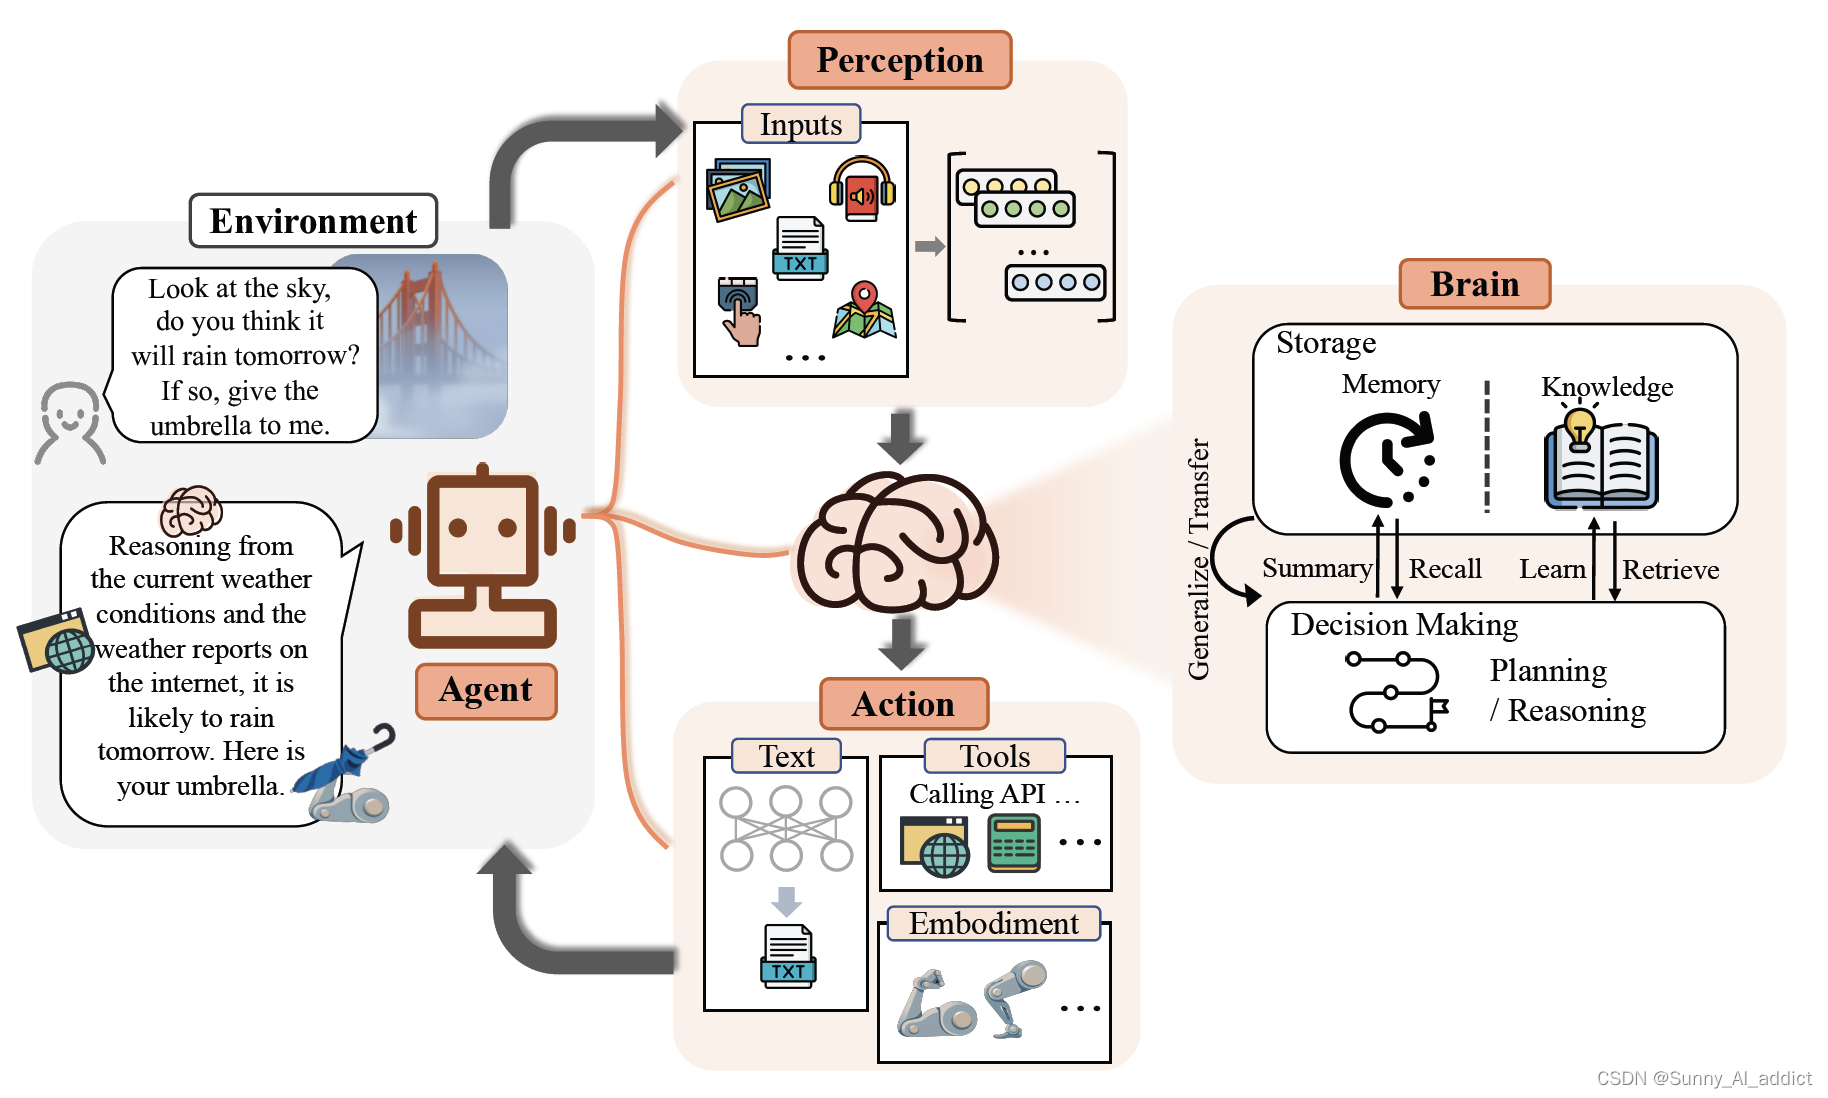 Perception
Inputs
TXT
...
...
Environment
Look at the sky,
do you think it
will rain tomorrow?
If so, give the
umbrella to me.
Reasoning from
the current weather
conditions and the
weather reports on
the internet, it is
likely to rain
tomorrow. Here is
your umbrella.
Agent
Brain
Storage
Memory
Knowledge
Generalize / Transfer
Summary
Recall
Learn
Retrieve
Decision Making
Planning
/ Reasoning
Action
Text
TXT
Tools
Calling API ...
...
Embodiment
...
CSDN @Sunny_AI_addict